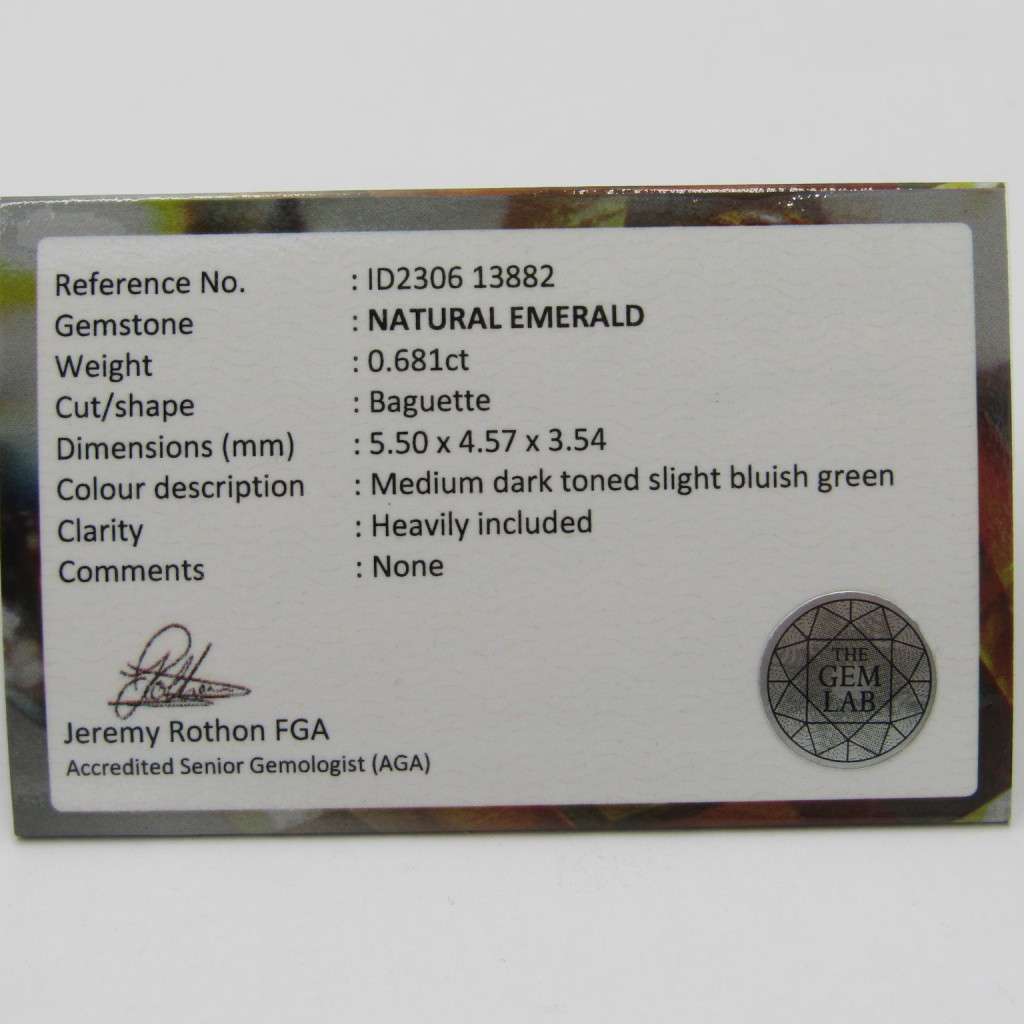 Reference No. : ID2306 13882
Gemstone : NATURAL EMERALD
Weight : 0.681ct
Cut/shape : Baguette
Dimensions (mm) : 5.50 x 4.57 x 3.54
Colour description : Medium dark toned slight bluish green
Clarity : Heavily included
Comments : None
Jeremy Rothon FGA
Accredited Senior Gemologist (AGA)
THE
GEM
LAB